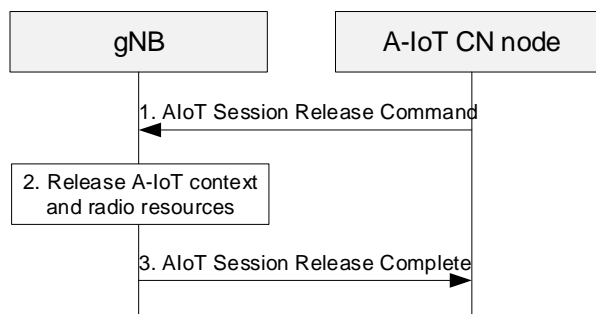 gNB
A-IoT CN node
1. AIoT Session Release Command
2. Release A-IoT context
and radio resources
3. AIoT Session Release Complete